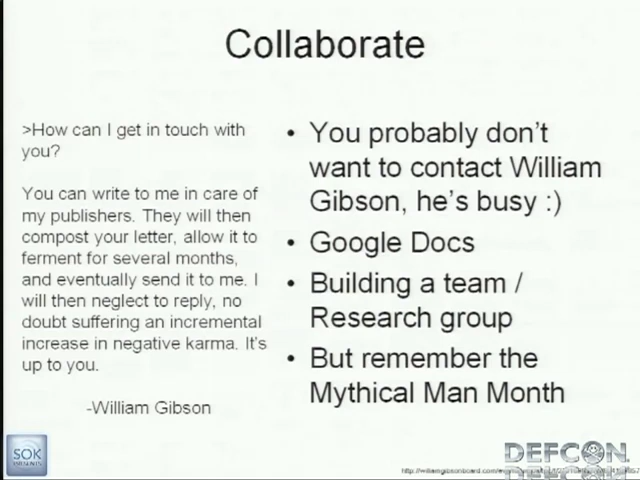 Collaborate
>How can I get in touch with
you?
You can write to me in care of
my publishers. They will then
compost your letter, allow it to
ferment for several months,
and eventually send it to me. I
will then neglect to reply, no
doubt suffering an incremental
increase in negative karma. It's
up to you.
-William Gibson
• You probably don't
want to contact William
Gibson, he's busy :)
• Google Docs
• Building a team /
Research group
• But remember the
Mythical Man Month
SOK
DEFCON